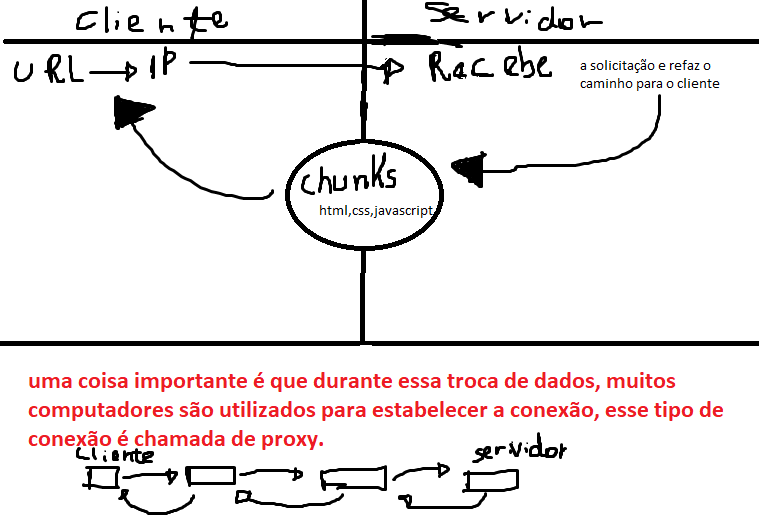 Cliente
Servidor
URL IP
Racebe
a solicitação e refaz o
caminho para o cliente
chunks
html,css,javascript,
uma coisa importante é que durante essa troca de dados, muitos
computadores são utilizados para estabelecer a conexão, esse tipo de
conexão é chamada de proxy.
Cliente
servidor